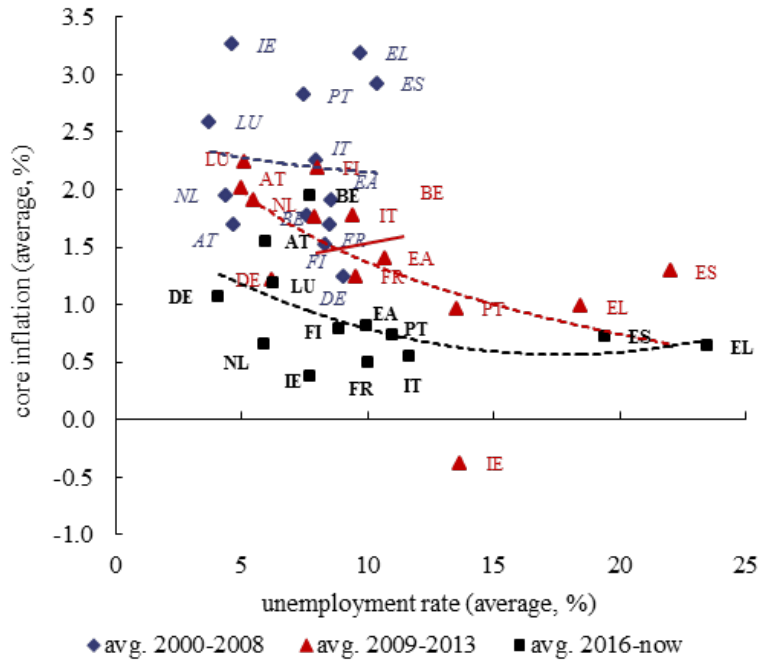 3.5
IE
EL
3.0
ES
PT
2.5
LU
IT
LU
FI
2.0
AT
EA
NL
NL
BE
BE
BE
IT
1.5
AT
AT
FR
FI
EA
ES
1.0
DE
DE
LU
DE
FR
PT
EL
EA
FI
PT
ES
0.5
NL
IE
FR
IT
EL
0.0
-0.5
IE
-1.0
0
5
10
15
20
25
core inflation (average, %)
unemployment rate (average, %)
avg. 2000-2008 avg. 2009-2013 avg. 2016-now